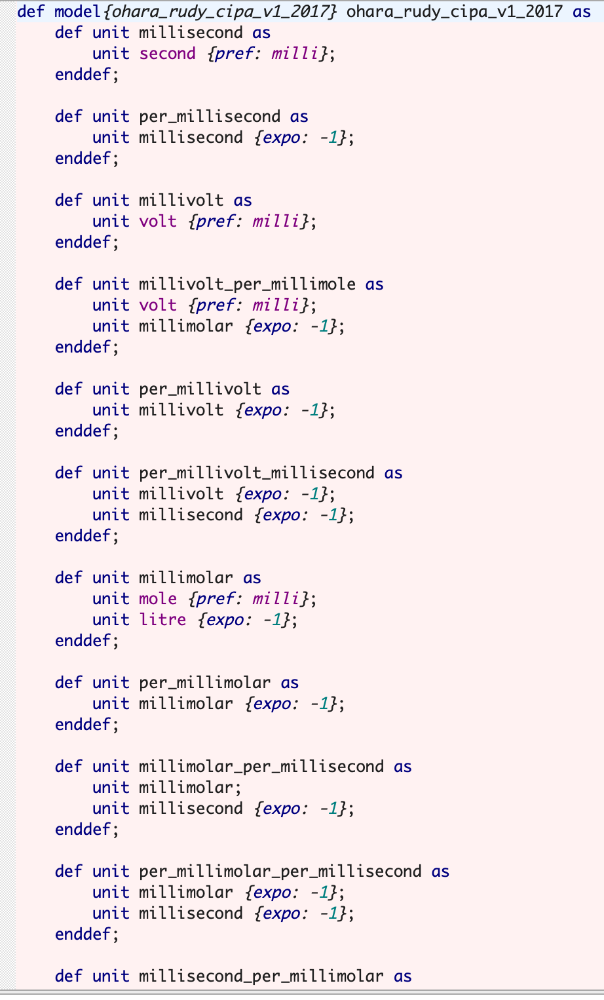 def model{ohara_rudy_cipa_v1_2017} ohara_rudy_cipa_v1_2017 as
    def unit millisecond as
        unit second {pref: milli};
    enddef;

    def unit per_millisecond as
        unit millisecond {expo: -1};
    enddef;

    def unit millivolt as
        unit volt {pref: milli};
    enddef;

    def unit millivolt_per_millimole as
        unit volt {pref: milli};
        unit millimolar {expo: -1};
    enddef;

    def unit per_millivolt as
        unit millivolt {expo: -1};
    enddef;

    def unit per_millivolt_millisecond as
        unit millivolt {expo: -1};
        unit millisecond {expo: -1};
    enddef;

    def unit millimolar as
        unit mole {pref: milli};
        unit litre {expo: -1};
    enddef;

    def unit per_millimolar as
        unit millimolar {expo: -1};
    enddef;

    def unit millimolar_per_millisecond as
        unit millimolar;
        unit millisecond {expo: -1};
    enddef;

    def unit per_millimolar_per_millisecond as
        unit millimolar {expo: -1};
        unit millisecond {expo: -1};
    enddef;

    def unit millisecond_per_millimolar as